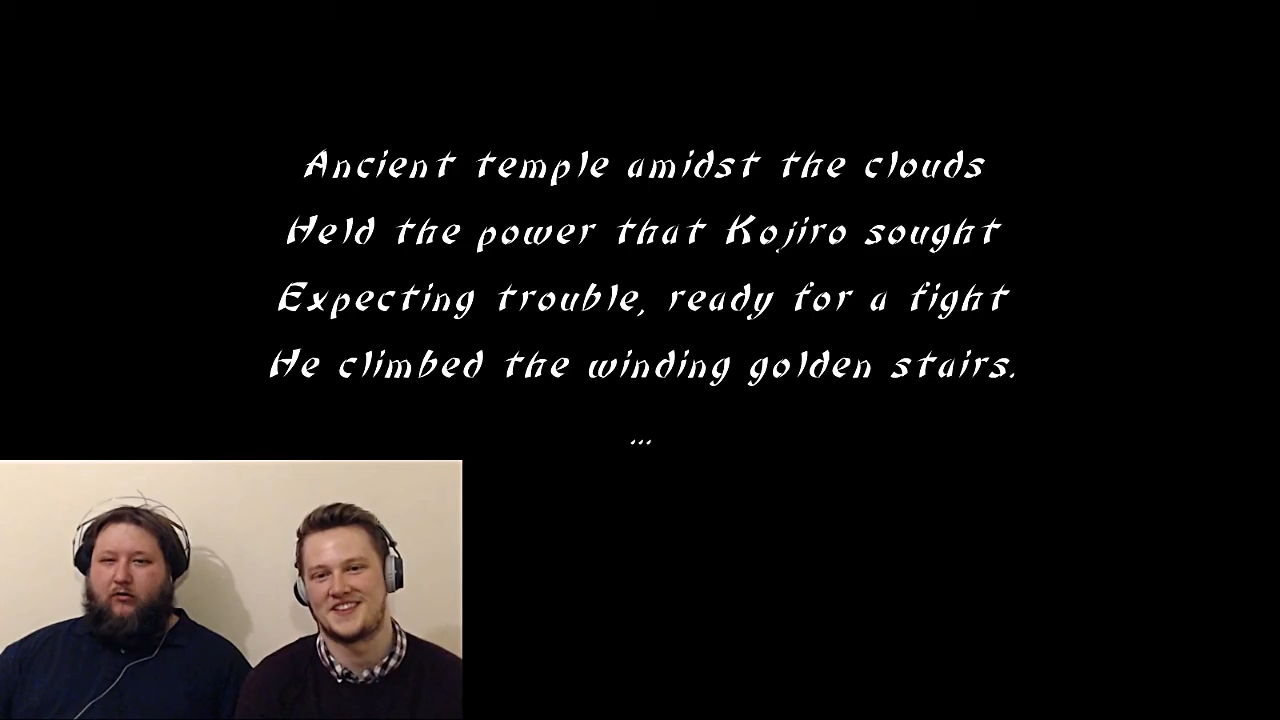 Ancient temple amidst the clouds
Held the power that Kojiro sought
Expecting trouble, ready for a fight
He climbed the winding golden stairs.
...